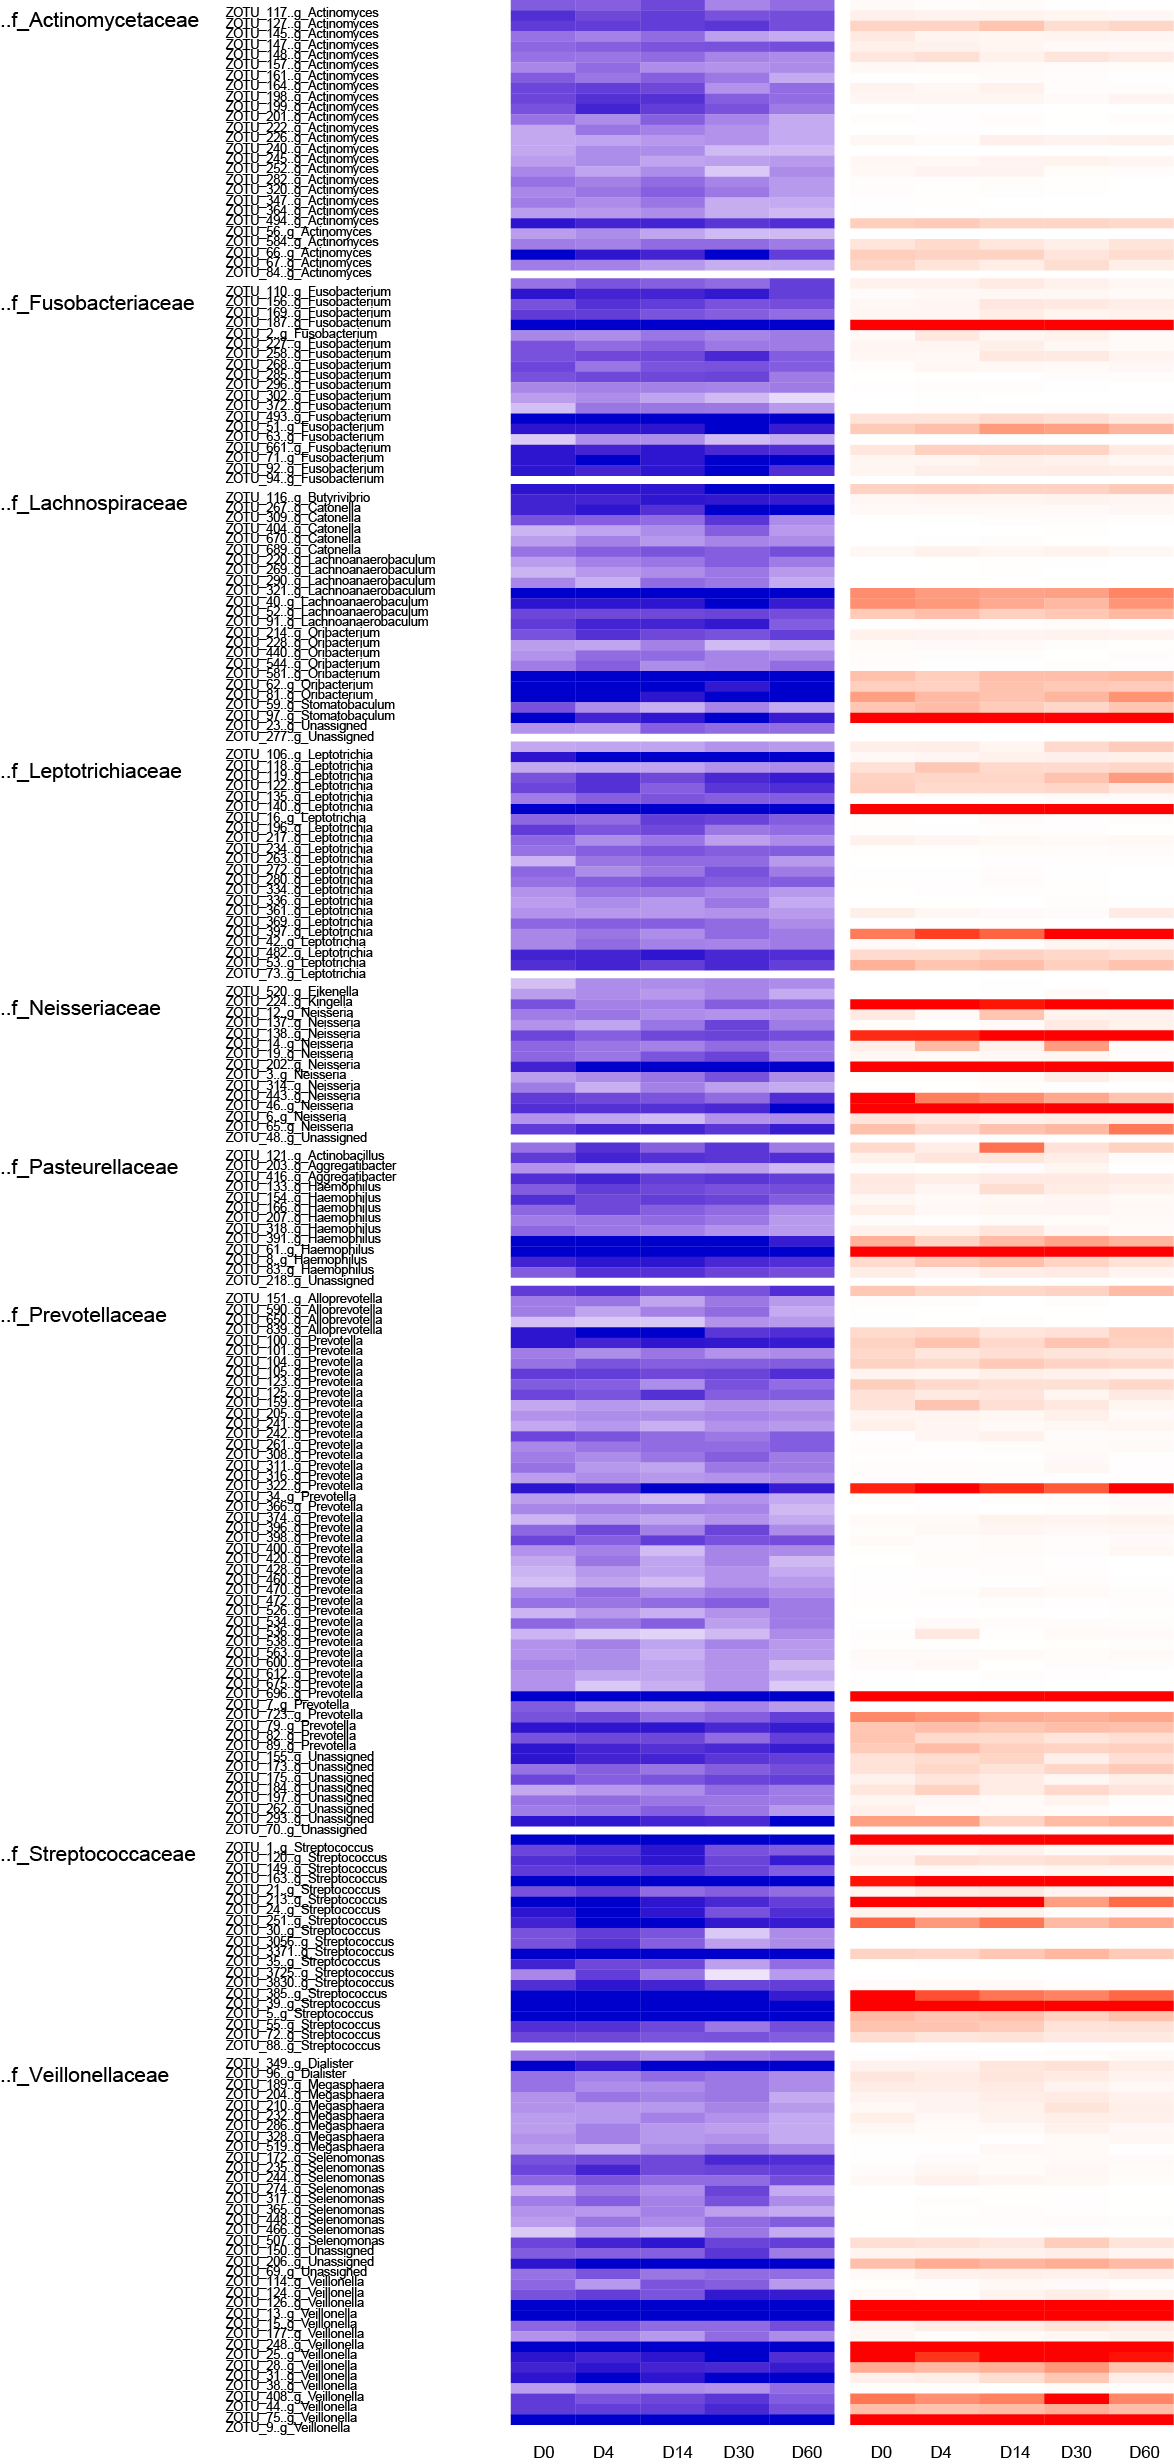 ..f_Actinomycetaceae
ZOTU_117..g_Actinomyces
ZOTU_127..g_Actinomyces
ZOTU_145..g_Actinomyces
ZOTU_147..g_Actinomyces
ZOTU_148..g_Actinomyces
ZOTU_157..g_Actinomyces
ZOTU_161..g_Actinomyces
ZOTU_164..g_Actinomyces
ZOTU_198..g_Actinomyces
ZOTU_199..g_Actinomyces
ZOTU_201..g_Actinomyces
ZOTU_222..g_Actinomyces
ZOTU_226..g_Actinomyces
ZOTU_240..g_Actinomyces
ZOTU_245..g_Actinomyces
ZOTU_252..g_Actinomyces
ZOTU_282..g_Actinomyces
ZOTU_320..g_Actinomyces
ZOTU_347..g_Actinomyces
ZOTU_364..g_Actinomyces
ZOTU_494..g_Actinomyces
ZOTU_56..g_Actinomyces
ZOTU_584..g_Actinomyces
ZOTU_66..g_Actinomyces
ZOTU_67..g_Actinomyces
ZOTU_84..g_Actinomyces
..f_Fusobacteriaceae
ZOTU_110..g_Fusobacterium
ZOTU_156..g_Fusobacterium
ZOTU_169..g_Fusobacterium
ZOTU_187..g_Fusobacterium
ZOTU_2..g_Fusobacterium
ZOTU_227..g_Fusobacterium
ZOTU_258..g_Fusobacterium
ZOTU_268..g_Fusobacterium
ZOTU_285..g_Fusobacterium
ZOTU_296..g_Fusobacterium
ZOTU_302..g_Fusobacterium
ZOTU_372..g_Fusobacterium
ZOTU_493..g_Fusobacterium
ZOTU_51..g_Fusobacterium
ZOTU_63..g_Fusobacterium
ZOTU_661..g_Fusobacterium
ZOTU_71..g_Fusobacterium
ZOTU_92..g_Fusobacterium
ZOTU_94..g_Fusobacterium
..f_Lachnospiraceae
ZOTU_116..g_Butyrivibrio
ZOTU_267..g_Catonella
ZOTU_309..g_Catonella
ZOTU_404..g_Catonella
ZOTU_670..g_Catonella
ZOTU_689..g_Catonella
ZOTU_220..g_Lachnoanaerobaculum
ZOTU_269..g_Lachnoanaerobaculum
ZOTU_290..g_Lachnoanaerobaculum
ZOTU_321..g_Lachnoanaerobaculum
ZOTU_40..g_Lachnoanaerobaculum
ZOTU_52..g_Lachnoanaerobaculum
ZOTU_91..g_Lachnoanaerobaculum
ZOTU_214..g_Oribacterium
ZOTU_228..g_Oribacterium
ZOTU_440..g_Oribacterium
ZOTU_544..g_Oribacterium
ZOTU_581..g_Oribacterium
ZOTU_62..g_Oribacterium
ZOTU_81..g_Oribacterium
ZOTU_59..g_Stomatobaculum
ZOTU_97..g_Stomatobaculum
ZOTU_23..g_Unassigned
ZOTU_277..g_Unassigned
..f_Leptotrichiaceae
ZOTU_106..g_Leptotrichia
ZOTU_118..g_Leptotrichia
ZOTU_119..g_Leptotrichia
ZOTU_122..g_Leptotrichia
ZOTU_135..g_Leptotrichia
ZOTU_140..g_Leptotrichia
ZOTU_16..g_Leptotrichia
ZOTU_196..g_Leptotrichia
ZOTU_217..g_Leptotrichia
ZOTU_234..g_Leptotrichia
ZOTU_263..g_Leptotrichia
ZOTU_272..g_Leptotrichia
ZOTU_280..g_Leptotrichia
ZOTU_334..g_Leptotrichia
ZOTU_336..g_Leptotrichia
ZOTU_361..g_Leptotrichia
ZOTU_369..g_Leptotrichia
ZOTU_397..g_Leptotrichia
ZOTU_42..g_Leptotrichia
ZOTU_482..g_Leptotrichia
ZOTU_53..g_Leptotrichia
ZOTU_73..g_Leptotrichia
..f_Neisseriaceae
ZOTU_520..g_Eikenella
ZOTU_224..g_Kingella
ZOTU_12..g_Neisseria
ZOTU_137..g_Neisseria
ZOTU_138..g_Neisseria
ZOTU_14..g_Neisseria
ZOTU_19..g_Neisseria
ZOTU_202..g_Neisseria
ZOTU_3..g_Neisseria
ZOTU_314..g_Neisseria
ZOTU_443..g_Neisseria
ZOTU_46..g_Neisseria
ZOTU_6..g_Neisseria
ZOTU_65..g_Neisseria
ZOTU_48..g_Unassigned
..f_Pasteurellaceae
ZOTU_121..g_Actinobacillus
ZOTU_203..g_Aggregatibacter
ZOTU_416..g_Aggregatibacter
ZOTU_133..g_Haemophilus
ZOTU_154..g_Haemophilus
ZOTU_166..g_Haemophilus
ZOTU_207..g_Haemophilus
ZOTU_318..g_Haemophilus
ZOTU_391..g_Haemophilus
ZOTU_61..g_Haemophilus
ZOTU_8..g_Haemophilus
ZOTU_83..g_Haemophilus
ZOTU_218..g_Unassigned
..f_Prevotellaceae
ZOTU_151..g_Alloprevotella
ZOTU_590..g_Alloprevotella
ZOTU_650..g_Alloprevotella
ZOTU_839..g_Alloprevotella
ZOTU_100..g_Prevotella
ZOTU_101..g_Prevotella
ZOTU_104..g_Prevotella
ZOTU_105..g_Prevotella
ZOTU_123..g_Prevotella
ZOTU_125..g_Prevotella
ZOTU_159..g_Prevotella
ZOTU_205..g_Prevotella
ZOTU_241..g_Prevotella
ZOTU_242..g_Prevotella
ZOTU_261..g_Prevotella
ZOTU_308..g_Prevotella
ZOTU_311..g_Prevotella
ZOTU_316..g_Prevotella
ZOTU_322..g_Prevotella
ZOTU_34..g_Prevotella
ZOTU_366..g_Prevotella
ZOTU_374..g_Prevotella
ZOTU_396..g_Prevotella
ZOTU_398..g_Prevotella
ZOTU_400..g_Prevotella
ZOTU_420..g_Prevotella
ZOTU_428..g_Prevotella
ZOTU_460..g_Prevotella
ZOTU_470..g_Prevotella
ZOTU_472..g_Prevotella
ZOTU_526..g_Prevotella
ZOTU_534..g_Prevotella
ZOTU_536..g_Prevotella
ZOTU_538..g_Prevotella
ZOTU_563..g_Prevotella
ZOTU_600..g_Prevotella
ZOTU_612..g_Prevotella
ZOTU_675..g_Prevotella
ZOTU_696..g_Prevotella
ZOTU_7..g_Prevotella
ZOTU_723..g_Prevotella
ZOTU_79..g_Prevotella
ZOTU_82..g_Prevotella
ZOTU_89..g_Prevotella
ZOTU_155..g_Unassigned
ZOTU_173..g_Unassigned
ZOTU_175..g_Unassigned
ZOTU_184..g_Unassigned
ZOTU_197..g_Unassigned
ZOTU_262..g_Unassigned
ZOTU_293..g_Unassigned
ZOTU_70..g_Unassigned
..f_Streptococcaceae
ZOTU_1..g_Streptococcus
ZOTU_120..g_Streptococcus
ZOTU_149..g_Streptococcus
ZOTU_163..g_Streptococcus
ZOTU_21..g_Streptococcus
ZOTU_213..g_Streptococcus
ZOTU_24..g_Streptococcus
ZOTU_251..g_Streptococcus
ZOTU_30..g_Streptococcus
ZOTU_3056..g_Streptococcus
ZOTU_3371..g_Streptococcus
ZOTU_35..g_Streptococcus
ZOTU_3725..g_Streptococcus
ZOTU_3830..g_Streptococcus
ZOTU_385..g_Streptococcus
ZOTU_39..g_Streptococcus
ZOTU_5..g_Streptococcus
ZOTU_55..g_Streptococcus
ZOTU_72..g_Streptococcus
ZOTU_88..g_Streptococcus
..f_Veillonellaceae
ZOTU_349..g_Dialister
ZOTU_96..g_Dialister
ZOTU_189..g_Megasphaera
ZOTU_204..g_Megasphaera
ZOTU_210..g_Megasphaera
ZOTU_232..g_Megasphaera
ZOTU_286..g_Megasphaera
ZOTU_328..g_Megasphaera
ZOTU_519..g_Megasphaera
ZOTU_172..g_Selenomonas
ZOTU_235..g_Selenomonas
ZOTU_244..g_Selenomonas
ZOTU_274..g_Selenomonas
ZOTU_317..g_Selenomonas
ZOTU_365..g_Selenomonas
ZOTU_448..g_Selenomonas
ZOTU_466..g_Selenomonas
ZOTU_507..g_Selenomonas
ZOTU_150..g_Unassigned
ZOTU_206..g_Unassigned
ZOTU_69..g_Unassigned
ZOTU_114..g_Veillonella
ZOTU_124..g_Veillonella
ZOTU_126..g_Veillonella
ZOTU_13..g_Veillonella
ZOTU_15..g_Veillonella
ZOTU_177..g_Veillonella
ZOTU_248..g_Veillonella
ZOTU_25..g_Veillonella
ZOTU_28..g_Veillonella
ZOTU_31..g_Veillonella
ZOTU_38..g_Veillonella
ZOTU_408..g_Veillonella
ZOTU_44..g_Veillonella
ZOTU_75..g_Veillonella
ZOTU_9..g_Veillonella
D0 D4 D14 D30 D60 D0 D4 D14 D30 D60